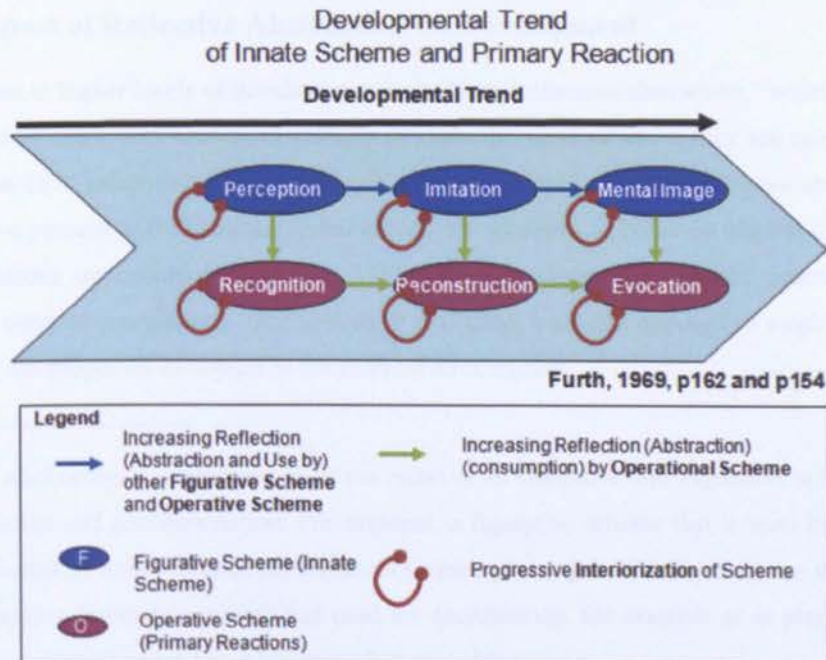 Developmental Trend
of Innate Scheme and Primary Reaction
Developmental Trend
Perception
Imitation
Mental Image
Recognition
Reconstruction
Evocation
Furth, 1969, p162 and p154
Legend
Increasing Reflection
(Abstraction and Use by)
other Figurative Scheme
and Operative Scheme
Increasing Reflection (Abstraction)
(consumption) by Operational Scheme
F
Figurative Scheme (Innate
Scheme)
Progressive Interiorization of Scheme
O
Operative Scheme
(Primary Reactions)